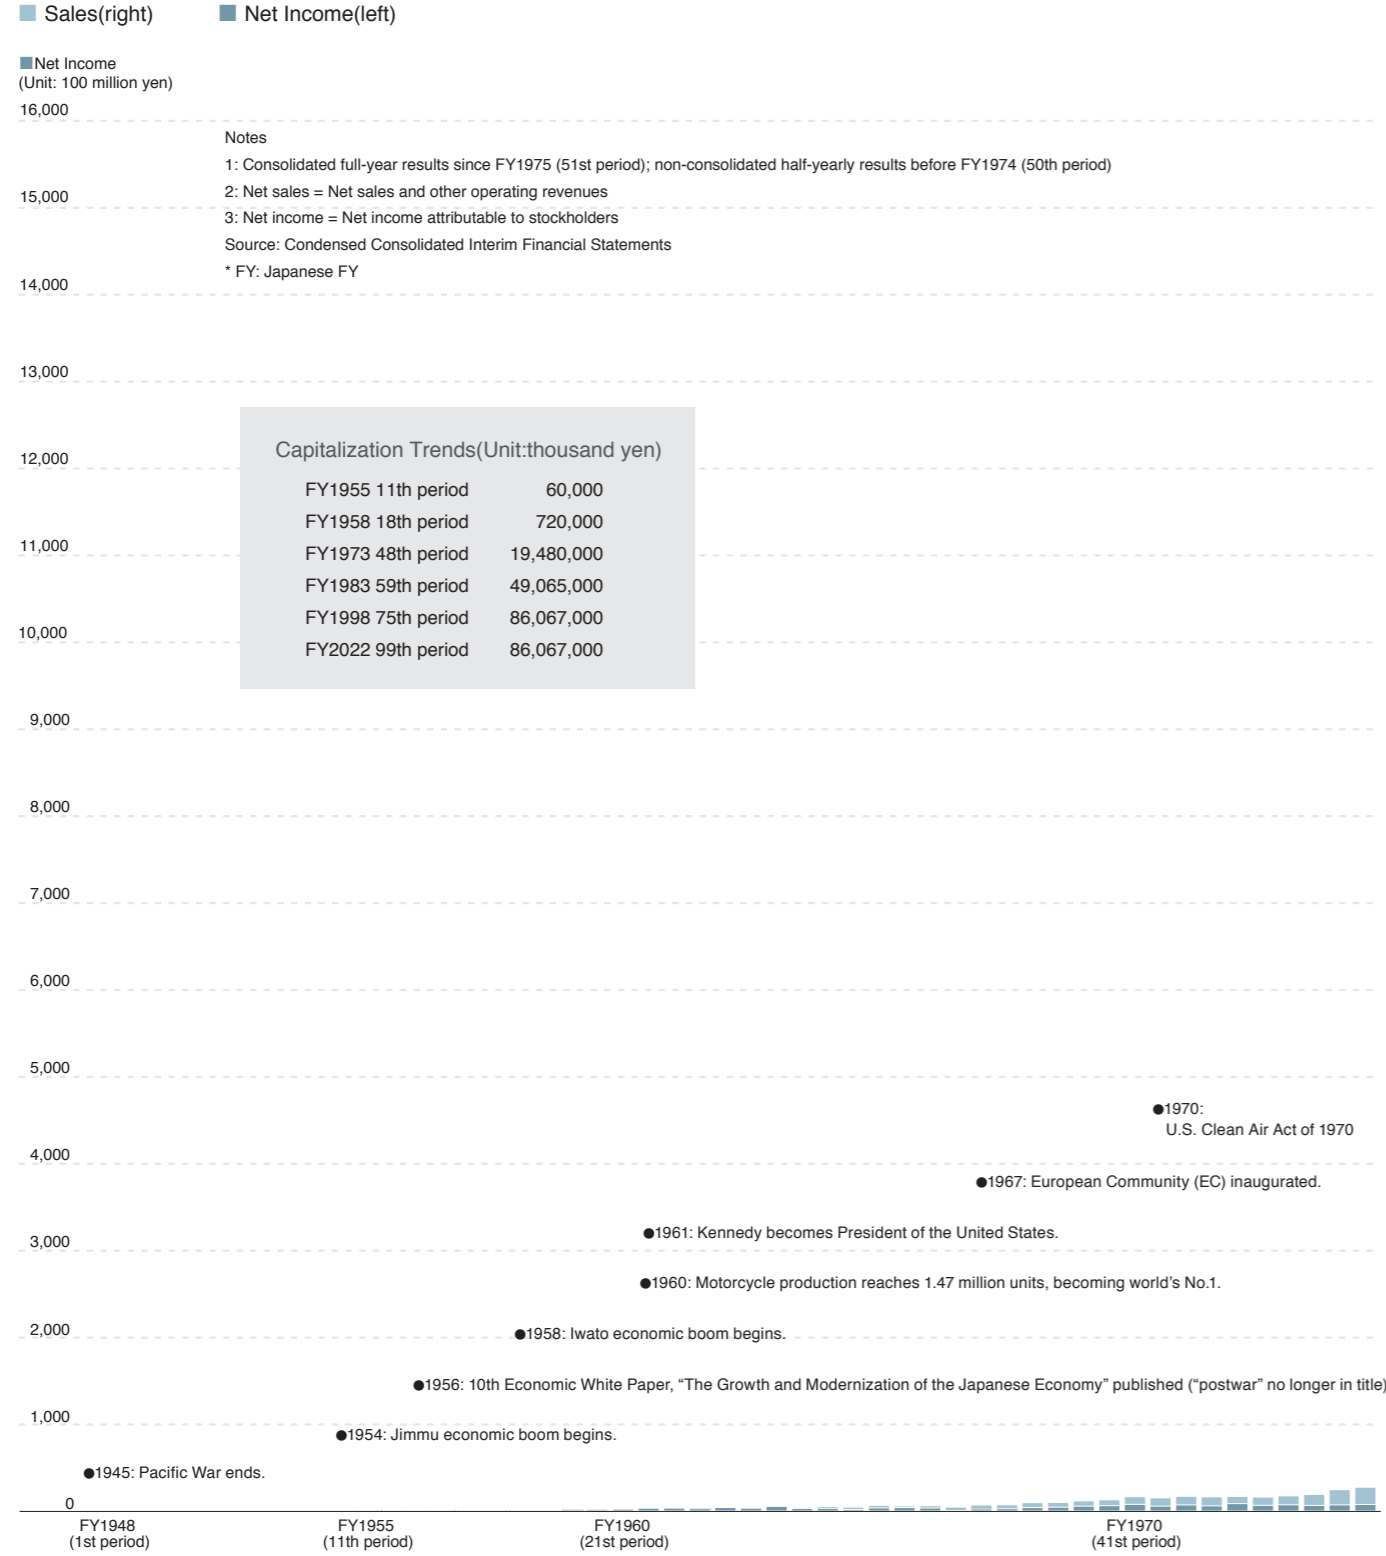 Sales(right) Net Income(left)
Net Income
(Unit: 100 million yen)
16,000
Notes
1: Consolidated full-year results since FY1975 (51st period); non-consolidated half-yearly results before FY1974 (50th period)
2: Net sales = Net sales and other operating revenues
15,000
3: Net income = Net income attributable to stockholders
Source: Condensed Consolidated Interim Financial Statements
* FY: Japanese FY
14,000
13,000
Capitalization Trends(Unit:thousand yen)
12,000
FY1955 11th period 60,000
FY1958 18th period 720,000
11,000
FY1973 48th period 19,480,000
FY1983 59th period 49,065,000
FY1998 75th period 86,067,000
10,000
FY2022 99th period 86,067,000
9,000
8,000
7,000
6,000
5,000
●1970:
U.S. Clean Air Act of 1970
4,000
●1967: European Community (EC) inaugurated.
●1961: Kennedy becomes President of the United States.
3,000
●1960: Motorcycle production reaches 1.47 million units, becoming world's No.1.
2,000
●1958: Iwato economic boom begins.
●1956: 10th Economic White Paper, “The Growth and Modernization of the Japanese Economy” published (“postwar” no longer in title)
1,000
●1954: Jimmu economic boom begins.
●1945: Pacific War ends.
0
FY1948 FY1955 FY1960 FY1970
(1st period) (11th period) (21st period) (41st period)